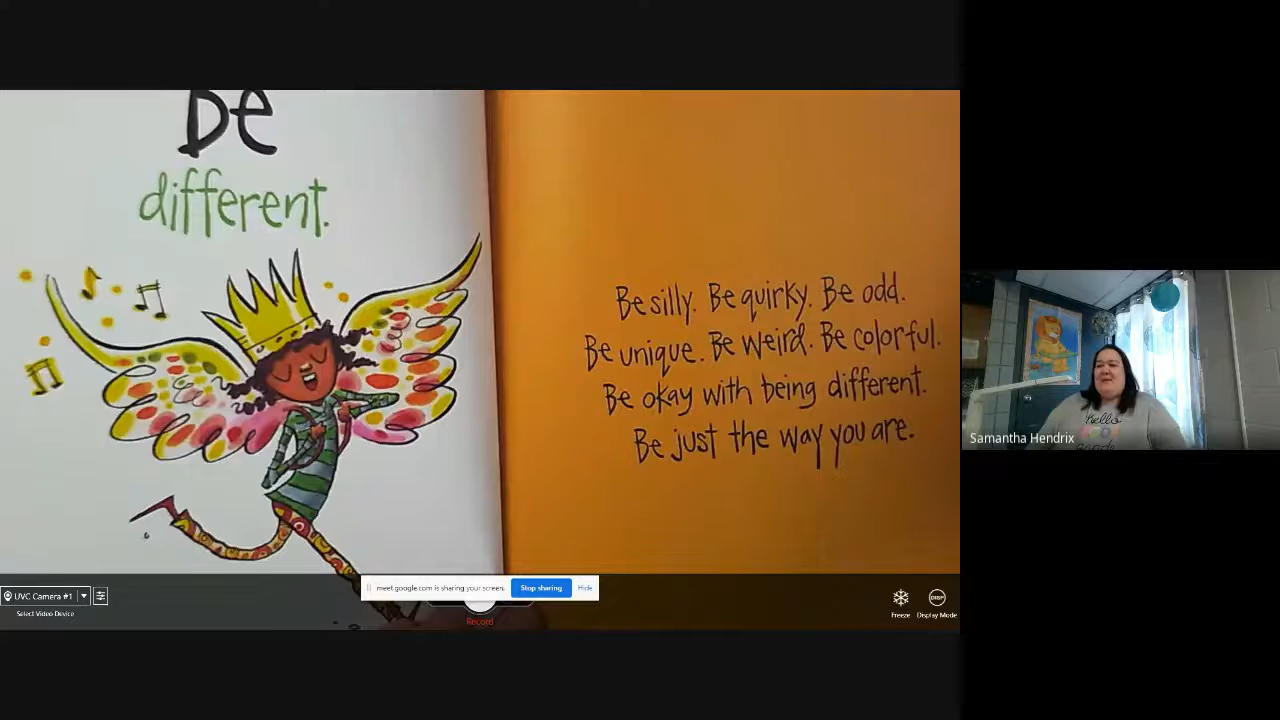 Be
different.
Be silly. Be quirky. Be odd.
Be unique. Be weird. Be colorful.
Be okay with being different.
Be just the way you are.
hello
Samantha Hendrix
meet.google.com is sharing your screen.
Stop sharing
Hide
UVC Camera #1
Select Video Device
Record
Freeze
DISP
Display Mode